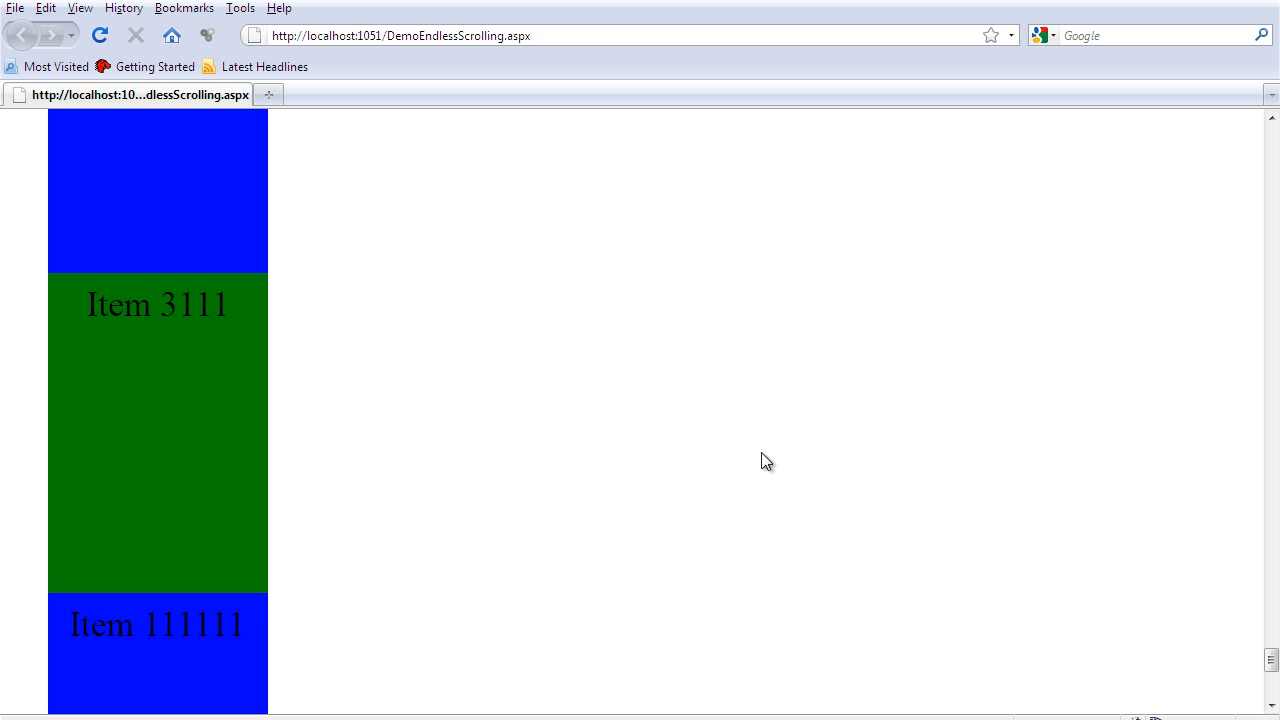 File Edit View History Bookmarks Tools Help
http://localhost:1051/DemoEndlessScrolling.aspx Google
Most Visited Getting Started Latest Headlines
http://localhost:10...dlessScrolling.aspx
Item 3111
Item 111111